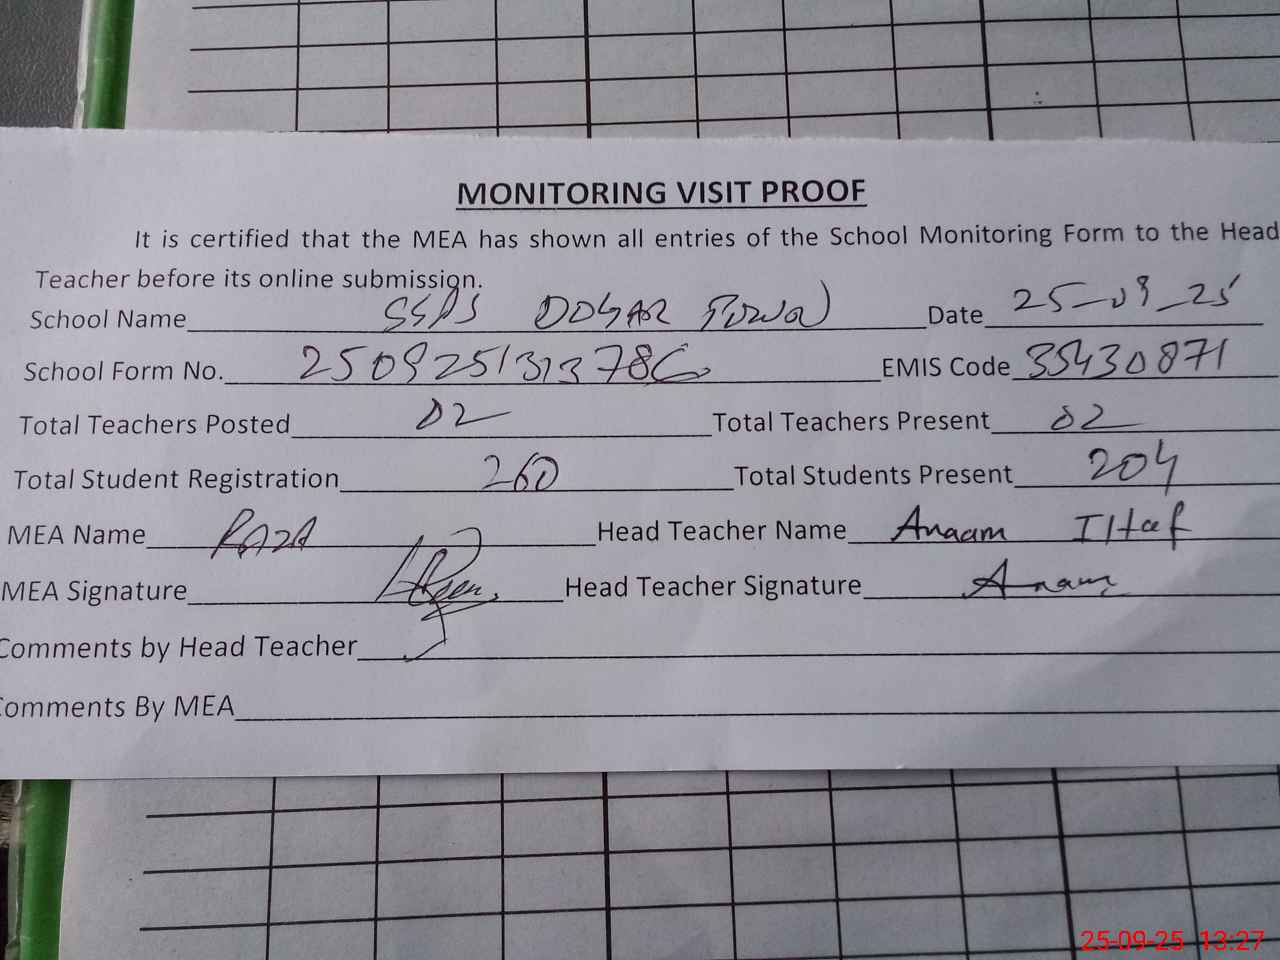 MONITORING VISIT PROOF
It is certified that the MEA has shown all entries of the School Monitoring Form to the Head
Teacher before its online submission.
School Name DOGAR Date 25-09-25
School Form No. EMIS Code 35430871
Total Teachers Posted 02 Total Teachers Present 02
Total Student Registration 260 Total Students Present 204
MEA Name RAZA Head Teacher Name Anaam Iltaf
MEA Signature Head Teacher Signature Anam
Comments by Head Teacher
Comments By MEA
25-09-25 13:27